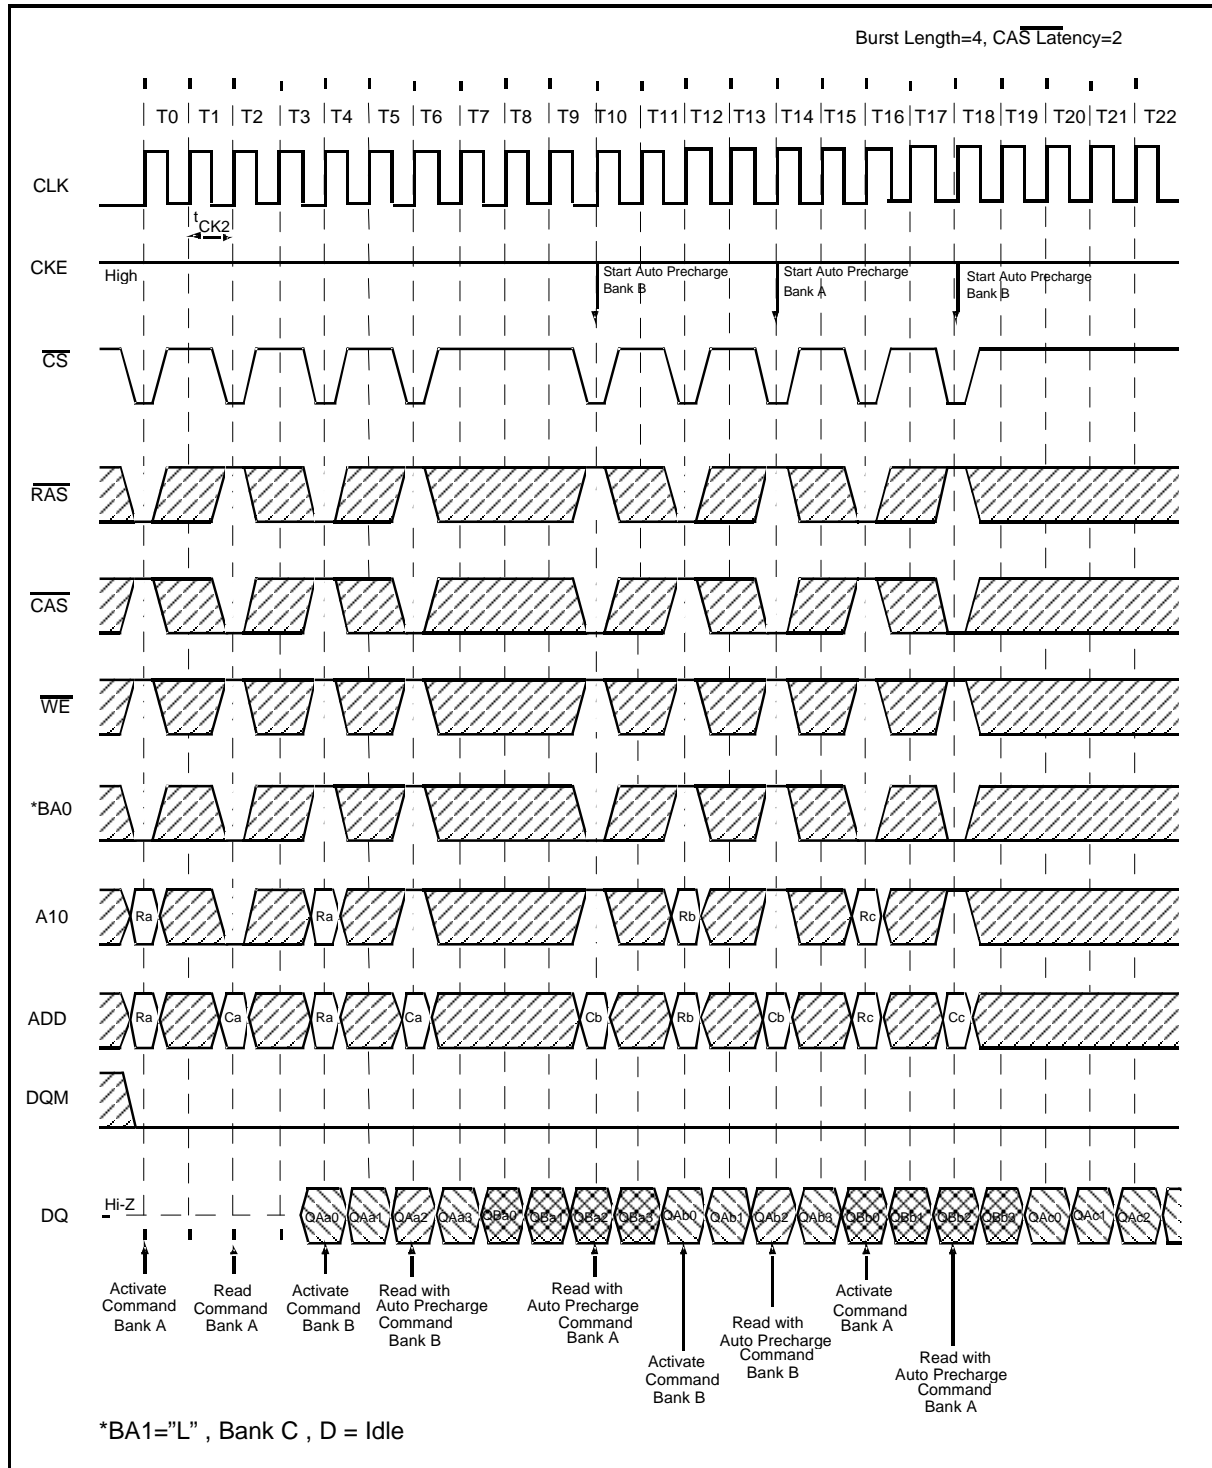 Burst Length=4, CAS Latency=2
T0 T1 T2 T3 T4 T5 T6 T7 T8 T9 T10 T11 T12 T13 T14 T15 T16 T17 T18 T19 T20 T21 T22
CLK
tCK2
CKE
High
Start Auto Precharge
Bank B
Start Auto Precharge
Bank A
Start Auto Precharge
Bank B
CS
RAS
CAS
WE
*BA0
A10
Ra Ra Rb Rc
ADD
Ra Ca Ra Ca Cb Rb Cb Rc Cc
DQM
DQ
Hi-Z
QAa0 QAa1 QAa2 QAa3 QBa0 QBa1 QBa2 QBa3 QAb0 QAb1 QAb2 QAb3 QBb0 QBb1 QBb2 QBb3 QAc0 QAc1 QAc2
Activate
Command
Bank A
Read
Command
Bank A
Activate
Command
Bank B
Read with
Auto Precharge
Command
Bank B
Read with
Auto Precharge
Command
Bank A
Activate
Command
Bank B
Read with
Auto Precharge
Command
Bank B
Activate
Command
Bank A
Read with
Auto Precharge
Command
Bank A
*BA1=”L” , Bank C , D = Idle